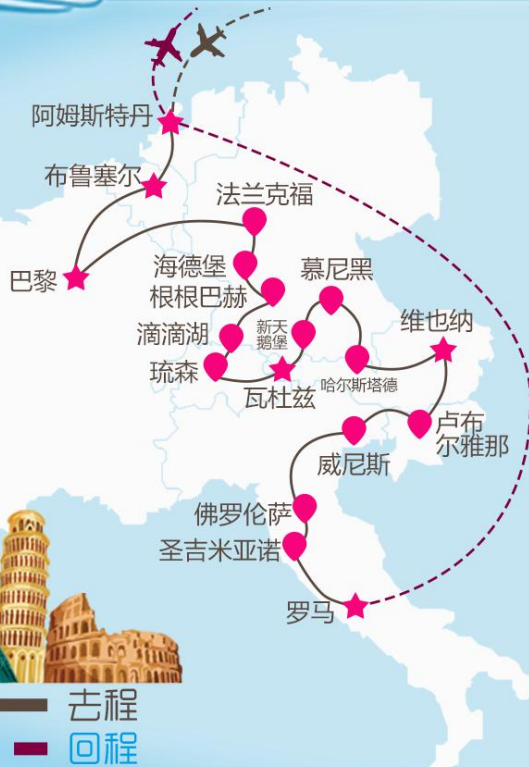 阿姆斯特丹
布鲁塞尔
法兰克福
巴黎
海德堡
根根巴赫
慕尼黑
滴滴湖
新天
鹅堡
维也纳
琉森
瓦杜兹
哈尔斯塔德
卢布
尔雅那
威尼斯
佛罗伦萨
圣吉米亚诺
罗马
去程
回程